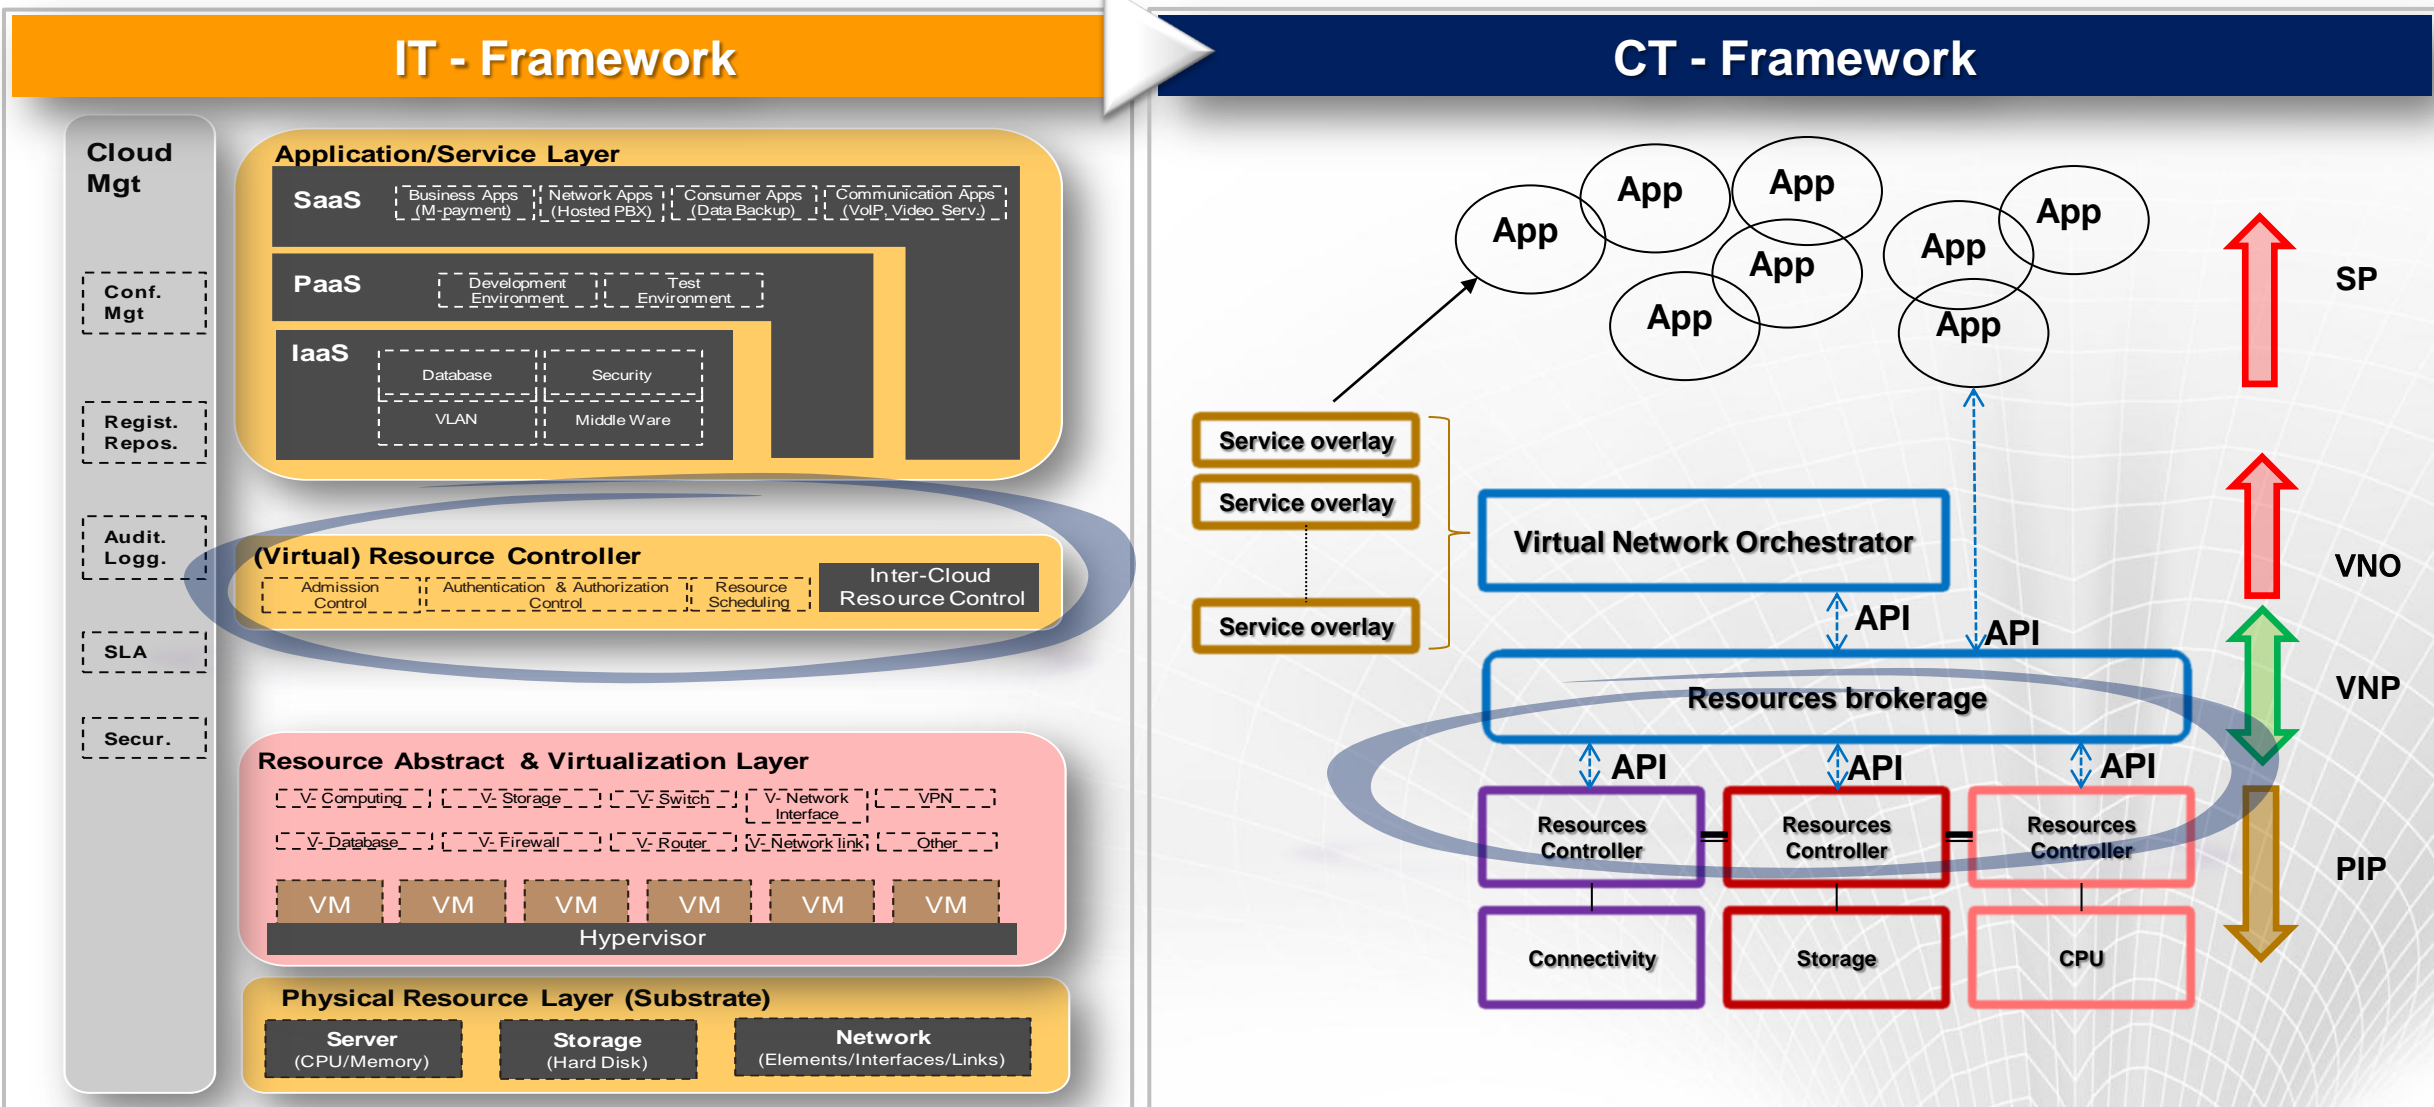 IT - Framework
CT - Framework
Cloud
Mgt
Conf.
Mgt
Regist.
Repos.
Audit.
Logg.
SLA
Secur.
Application/Service Layer
SaaS
Business Apps
(M-payment)
Network Apps
(Hosted PBX)
Consumer Apps
(Data Backup)
Communication Apps
(VoIP, Video Serv.)
PaaS
Development
Environment
Test
Environment
IaaS
Database
Security
VLAN
Middle Ware
(Virtual) Resource Controller
Admission
Control
Authentication & Authorization
Control
Resource
Scheduling
Inter-Cloud
Resource Control
Resource Abstract & Virtualization Layer
V- Computing
V- Storage
V- Switch
V- Network
Interface
VPN
V- Database
V- Firewall
V- Router
V- Network link
Other
VM
VM
VM
VM
VM
VM
Hypervisor
Physical Resource Layer (Substrate)
Server
(CPU/Memory)
Storage
(Hard Disk)
Network
(Elements/Interfaces/Links)
App
App
App
App
App
App
App
App
SP
Service overlay
Service overlay
Service overlay
Virtual Network Orchestrator
VNO
API
API
Resources brokerage
VNP
API
API
API
Resources
Controller
Resources
Controller
Resources
Controller
PIP
Connectivity
Storage
CPU